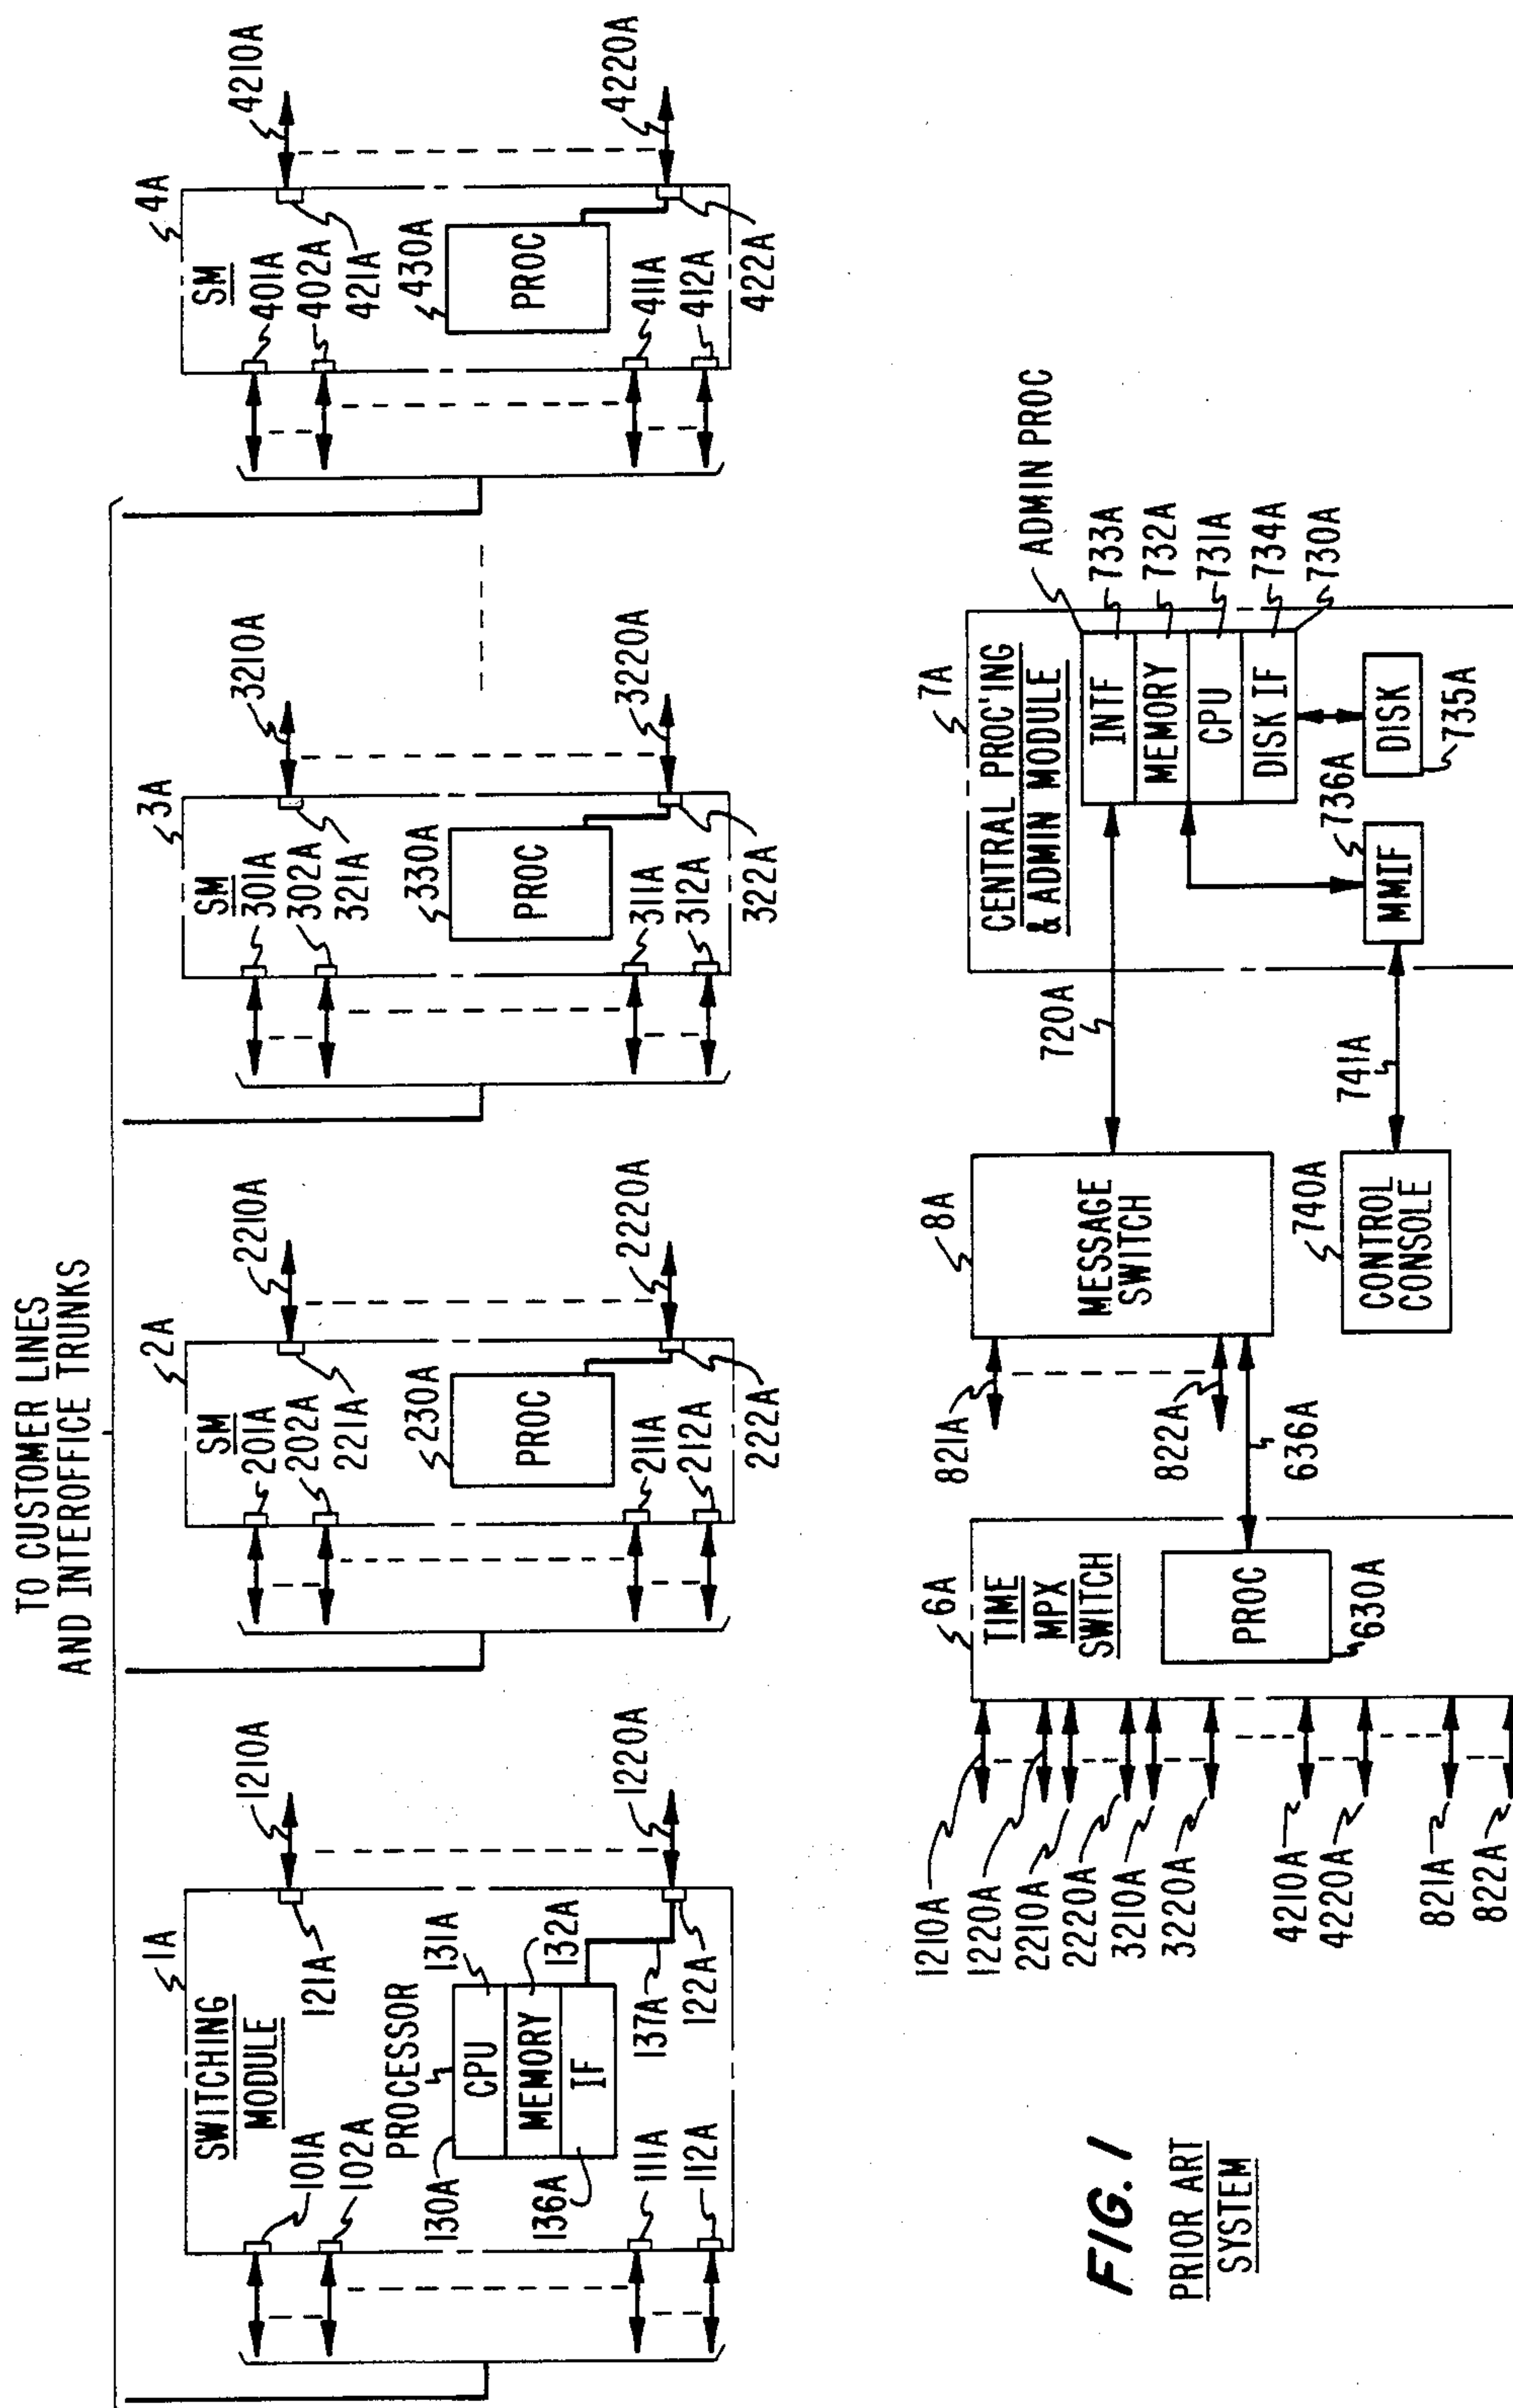 TO CUSTOMER LINES
AND INTEROFFICE TRUNKS
1A
SWITCHING
MODULE
101A
102A
121A
1210A
PROCESSOR
130A
131A
CPU
132A
MEMORY
IF
136A
137A
111A
112A
122A
1220A
2A
SM
201A
202A
221A
2210A
230A
PROC
211A
212A
222A
2220A
3A
SM
301A
302A
321A
3210A
330A
PROC
311A
312A
322A
3220A
4A
SM
401A
402A
421A
4210A
430A
PROC
411A
412A
422A
4220A
1210A
1220A
2210A
2220A
3210A
3220A
4210A
4220A
821A
822A
6A
TIME
MPX
SWITCH
PROC
630A
636A
821A
822A
8A
MESSAGE
SWITCH
720A
740A
CONTROL
CONSOLE
741A
7A
CENTRAL PROC'ING
& ADMIN MODULE
ADMIN PROC
INTF
733A
MEMORY
732A
CPU
731A
DISK IF
734A
730A
736A
MMIF
DISK
735A
FIG. 1
PRIOR ART
SYSTEM